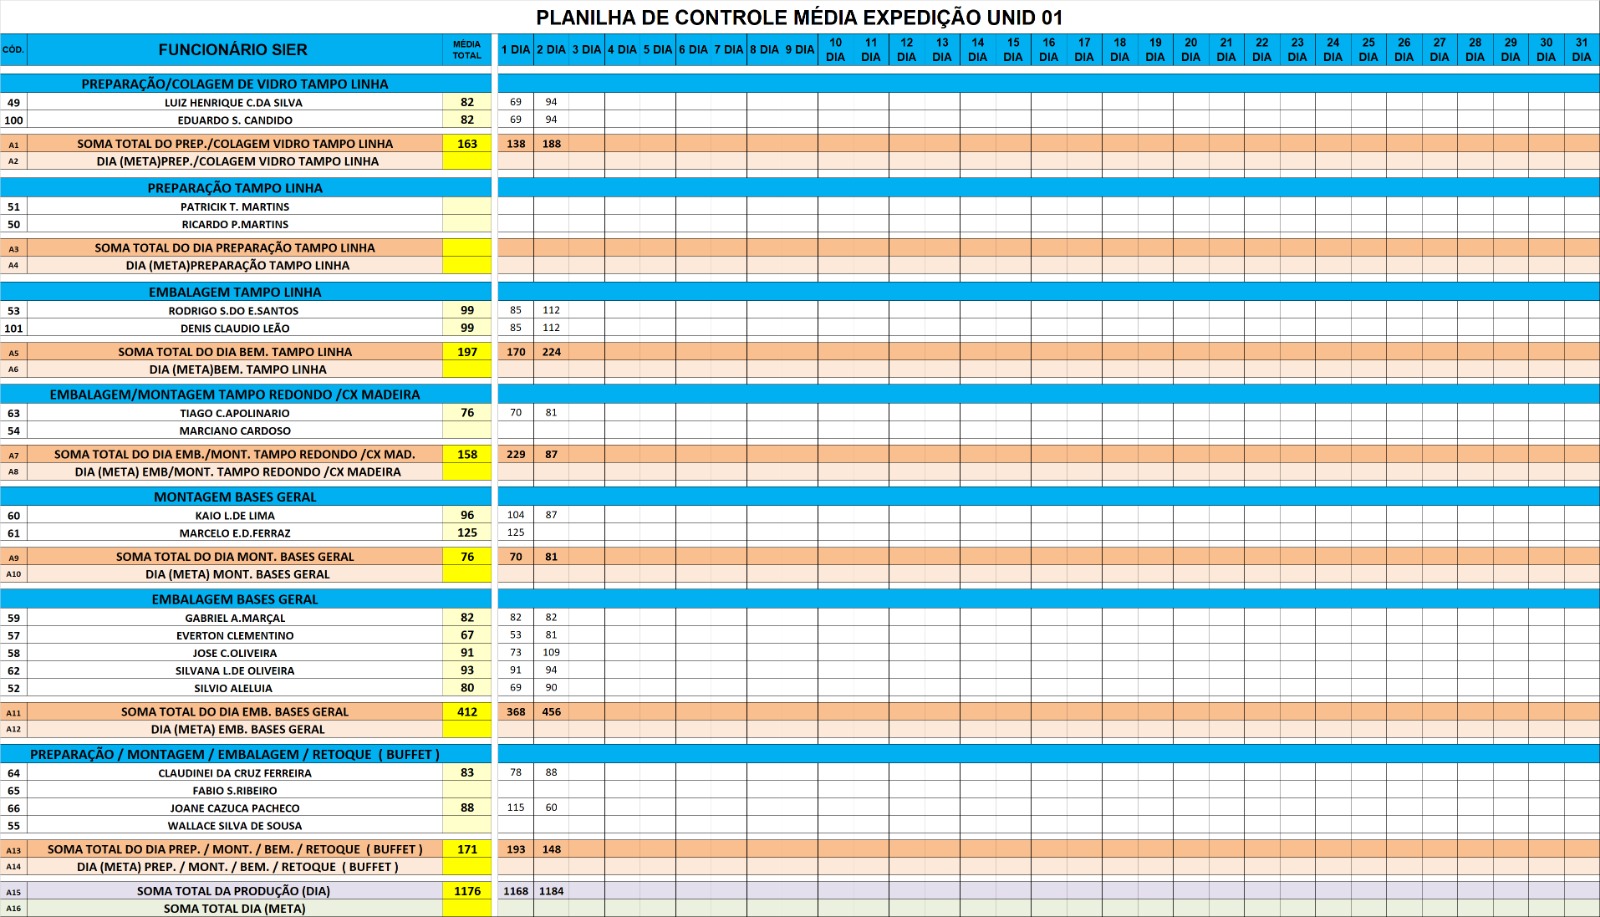 PLANILHA DE CONTROLE MÉDIA EXPEDIÇÃO UNID 01
CÓD. FUNCIONÁRIO SIER MÉDIA TOTAL 1 DIA 2 DIA 3 DIA 4 DIA 5 DIA 6 DIA 7 DIA 8 DIA 9 DIA 10 DIA 11 DIA 12 DIA 13 DIA 14 DIA 15 DIA 16 DIA 17 DIA 18 DIA 19 DIA 20 DIA 21 DIA 22 DIA 23 DIA 24 DIA 25 DIA 26 DIA 27 DIA 28 DIA 29 DIA 30 DIA 31 DIA
PREPARAÇÃO/COLAGEM DE VIDRO TAMPO LINHA
49 LUIZ HENRIQUE C.DA SILVA 82 69 94
100 EDUARDO S. CANDIDO 82 69 94
A1 SOMA TOTAL DO PREP./COLAGEM VIDRO TAMPO LINHA 163 138 188
A2 DIA (META)PREP./COLAGEM VIDRO TAMPO LINHA
PREPARAÇÃO TAMPO LINHA
51 PATRICIK T. MARTINS
50 RICARDO P.MARTINS
A3 SOMA TOTAL DO DIA PREPARAÇÃO TAMPO LINHA
A4 DIA (META)PREPARAÇÃO TAMPO LINHA
EMBALAGEM TAMPO LINHA
53 RODRIGO S.DO E.SANTOS 99 85 112
101 DENIS CLAUDIO LEÃO 99 85 112
A5 SOMA TOTAL DO DIA BEM. TAMPO LINHA 197 170 224
A6 DIA (META)BEM. TAMPO LINHA
EMBALAGEM/MONTAGEM TAMPO REDONDO /CX MADEIRA
63 TIAGO C.APOLINARIO 76 70 81
54 MARCIANO CARDOSO
A7 SOMA TOTAL DO DIA EMB./MONT. TAMPO REDONDO /CX MAD. 158 229 87
A8 DIA (META) EMB/MONT. TAMPO REDONDO /CX MADEIRA
MONTAGEM BASES GERAL
60 KAIO L.DE LIMA 96 104 87
61 MARCELO E.D.FERRAZ 125 125
A9 SOMA TOTAL DO DIA MONT. BASES GERAL 76 70 81
A10 DIA (META) MONT. BASES GERAL
EMBALAGEM BASES GERAL
59 GABRIEL A.MARÇAL 82 82 82
57 EVERTON CLEMENTINO 67 53 81
58 JOSE C.OLIVEIRA 91 73 109
62 SILVANA L.DE OLIVEIRA 93 91 94
52 SILVIO ALELUIA 80 69 90
A11 SOMA TOTAL DO DIA EMB. BASES GERAL 412 368 456
A12 DIA (META) EMB. BASES GERAL
PREPARAÇÃO / MONTAGEM / EMBALAGEM / RETOQUE ( BUFFET )
64 CLAUDINEI DA CRUZ FERREIRA 83 78 88
65 FABIO S.RIBEIRO
66 JOANE CAZUCA PACHECO 88 115 60
55 WALLACE SILVA DE SOUSA
A13 SOMA TOTAL DO DIA PREP. / MONT. / BEM. / RETOQUE ( BUFFET ) 171 193 148
A14 DIA (META) PREP. / MONT. / BEM. / RETOQUE ( BUFFET )
A15 SOMA TOTAL DA PRODUÇÃO (DIA) 1176 1168 1184
A16 SOMA TOTAL DIA (META)